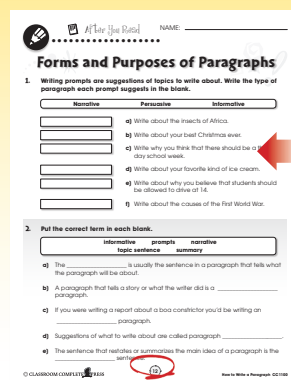 After You Read
NAME:
Forms and Purposes of Paragraphs
1. Writing prompts are suggestions of topics to write about. Write the type of
paragraph each prompt suggests in the blank.
Narrative Persuasive Informative
a) Write about the insects of Africa.
b) Write about your best Christmas ever.
c) Write why you think that there should be a
day school week.
d) Write about your favorite kind of ice cream.
e) Write about why you believe that students should
be allowed to drive at 14.
f) Write about the causes of the First World War.
2. Put the correct term in each blank.
informative prompts narrative
topic sentence summary
a) The ____ is usually the sentence in a paragraph that tells what
the paragraph will be about.
b) A paragraph that tells a story or what the writer did is a ____
paragraph.
c) If you were writing a report about a boa constrictor you'd be writing an
____ paragraph.
d) Suggestions of what to write about are called paragraph ____.
e) The sentence that restates or summarizes the main idea of a paragraph is the
____ sentence.
© CLASSROOM COMPLETE PRESS 12 How to Write a Paragraph CC1100